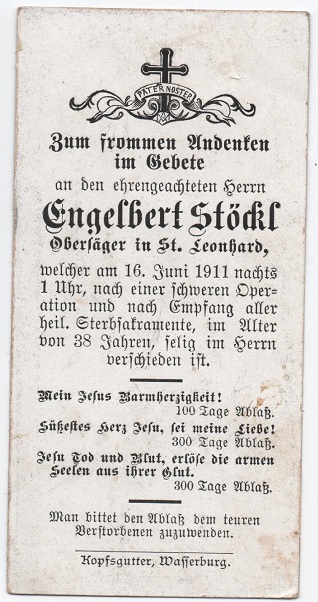 PATER NOSTER
Zum frommen Andenken
im Gebete
an den ehrengeachteten Herrn
Engelbert Stöckl
Obersäger in St. Leonhard,
welcher am 16. Juni 1911 nachts
1 Uhr, nach einer schweren Oper-
ation und nach Empfang aller
heil. Sterbsakramente, im Alter
von 38 Jahren, selig im Herrn
verschieden ist.
Mein Jesus Barmherzigkeit!
100 Tage Ablaß.
Süßestes Herz Jesu, sei meine Liebe!
300 Tage Ablaß.
Jesu Tod und Blut, erlöse die armen
Seelen aus ihrer Glut.
300 Tage Ablaß.
Man bittet den Ablaß dem teuren
Verstorbenen zuzuwenden.
Kopfsgutter, Wasserburg.